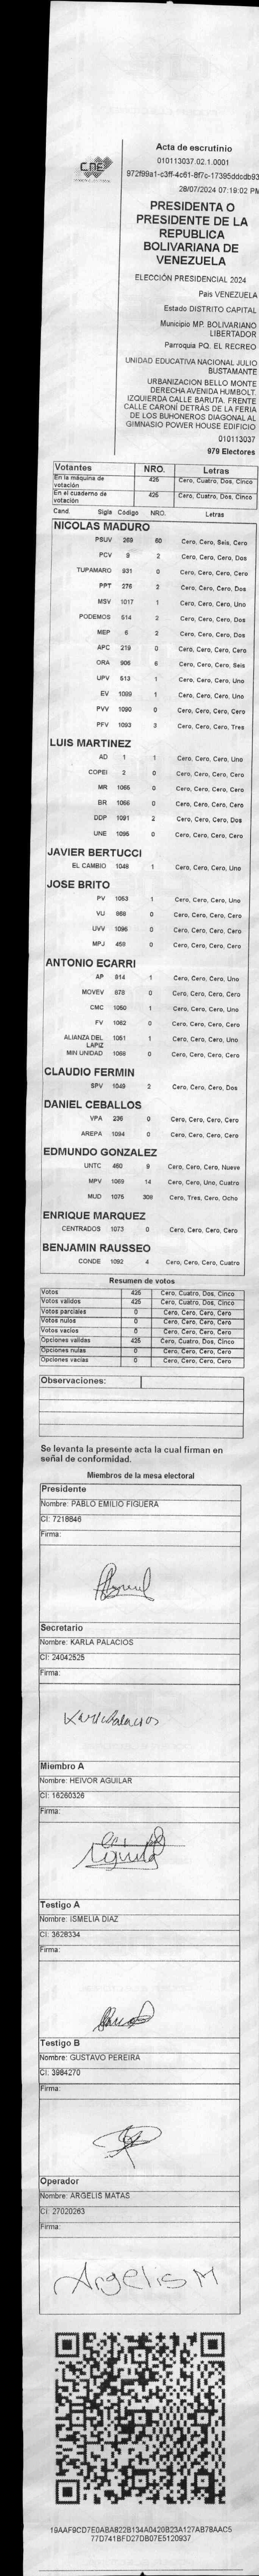 Acta de escrutinio
010113037.02.1.0001
972f99a1-c3ff-4c61-8f7c-17395ddcdb93
28/07/2024 07:19:02 PM
CNE
PRESIDENTA O
PRESIDENTE DE LA
REPUBLICA
BOLIVARIANA DE
VENEZUELA
ELECCIÓN PRESIDENCIAL 2024
Pais VENEZUELA
Estado DISTRITO CAPITAL
Municipio MP. BOLIVARIANO
LIBERTADOR
Parroquia PQ. EL RECREO
UNIDAD EDUCATIVA NACIONAL JULIO
BUSTAMANTE
URBANIZACION BELLO MONTE
DERECHA AVENIDA HUMBOLT.
IZQUIERDA CALLE BARUTA. FRENTE
CALLE CARONÍ DETRÁS DE LA FERIA
DE LOS BUHONEROS DIAGONAL AL
GIMNASIO POWER HOUSE EDIFICIO
010113037
979 Electores
Votantes NRO. Letras
En la máquina de votación 425 Cero, Cuatro, Dos, Cinco
En el cuaderno de votación 425 Cero, Cuatro, Dos, Cinco
Cand. Sigla Código NRO. Letras
NICOLAS MADURO
PSUV 269 60 Cero, Cero, Seis, Cero
PCV 9 2 Cero, Cero, Cero, Dos
TUPAMARO 931 0 Cero, Cero, Cero, Cero
PPT 276 2 Cero, Cero, Cero, Dos
MSV 1017 1 Cero, Cero, Cero, Uno
PODEMOS 514 2 Cero, Cero, Cero, Dos
MEP 6 2 Cero, Cero, Cero, Dos
APC 219 0 Cero, Cero, Cero, Cero
ORA 906 6 Cero, Cero, Cero, Seis
UPV 513 1 Cero, Cero, Cero, Uno
EV 1089 1 Cero, Cero, Cero, Uno
PVV 1090 0 Cero, Cero, Cero, Cero
PFV 1093 3 Cero, Cero, Cero, Tres
LUIS MARTINEZ
AD 1 1 Cero, Cero, Cero, Uno
COPEI 2 0 Cero, Cero, Cero, Cero
MR 1065 0 Cero, Cero, Cero, Cero
BR 1066 0 Cero, Cero, Cero, Cero
DDP 1091 2 Cero, Cero, Cero, Dos
UNE 1095 0 Cero, Cero, Cero, Cero
JAVIER BERTUCCI
EL CAMBIO 1048 1 Cero, Cero, Cero, Uno
JOSE BRITO
PV 1053 1 Cero, Cero, Cero, Uno
VU 968 0 Cero, Cero, Cero, Cero
UVV 1096 0 Cero, Cero, Cero, Cero
MPJ 459 0 Cero, Cero, Cero, Cero
ANTONIO ECARRI
AP 914 1 Cero, Cero, Cero, Uno
MOVEV 978 0 Cero, Cero, Cero, Cero
CMC 1050 1 Cero, Cero, Cero, Uno
FV 1062 0 Cero, Cero, Cero, Cero
ALIANZA DEL LAPIZ 1051 1 Cero, Cero, Cero, Uno
MIN UNIDAD 1088 0 Cero, Cero, Cero, Cero
CLAUDIO FERMIN
SPV 1049 2 Cero, Cero, Cero, Dos
DANIEL CEBALLOS
VPA 236 0 Cero, Cero, Cero, Cero
AREPA 1094 0 Cero, Cero, Cero, Cero
EDMUNDO GONZALEZ
UNTC 460 9 Cero, Cero, Cero, Nueve
MPV 1069 14 Cero, Cero, Uno, Cuatro
MUD 1075 308 Cero, Tres, Cero, Ocho
ENRIQUE MARQUEZ
CENTRADOS 1073 0 Cero, Cero, Cero, Cero
BENJAMIN RAUSSEO
CONDE 1092 4 Cero, Cero, Cero, Cuatro
Resumen de votos
Votos 425 Cero, Cuatro, Dos, Cinco
Votos validos 425 Cero, Cuatro, Dos, Cinco
Votos parciales 0 Cero, Cero, Cero, Cero
Votos nulos 0 Cero, Cero, Cero, Cero
Votos vacios 0 Cero, Cero, Cero, Cero
Opciones validas 425 Cero, Cuatro, Dos, Cinco
Opciones nulas 0 Cero, Cero, Cero, Cero
Opciones vacias 0 Cero, Cero, Cero, Cero
Observaciones:
Se levanta la presente acta la cual firman en
señal de conformidad.
Miembros de la mesa electoral
Presidente
Nombre: PABLO EMILIO FIGUERA
CI: 7218846
Firma:
Secretario
Nombre: KARLA PALACIOS
CI: 24042525
Firma:
Karla Palacios
Miembro A
Nombre: HEIVOR AGUILAR
CI: 16260326
Firma:
Testigo A
Nombre: ISMELIA DIAZ
CI: 3628334
Firma:
Testigo B
Nombre: GUSTAVO PEREIRA
CI: 3984270
Firma:
Operador
Nombre: ARGELIS MATAS
CI: 27020263
Firma:
Argelis M
19AAF9CD7E0ABA822B134A0420B23A127AB78AAC5
77D741BFD27DB07E5120937